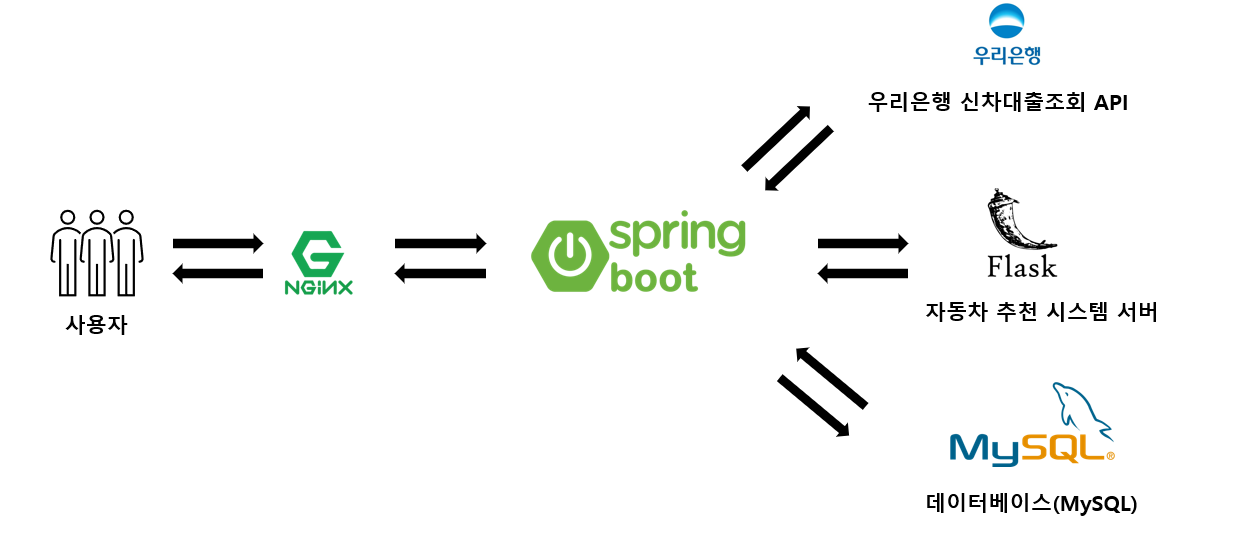 우리은행
우리은행 신차대출조회 API
사용자
NGiNX
spring
boot
Flask
자동차 추천 시스템 서버
MySQL®
데이터베이스(MySQL)